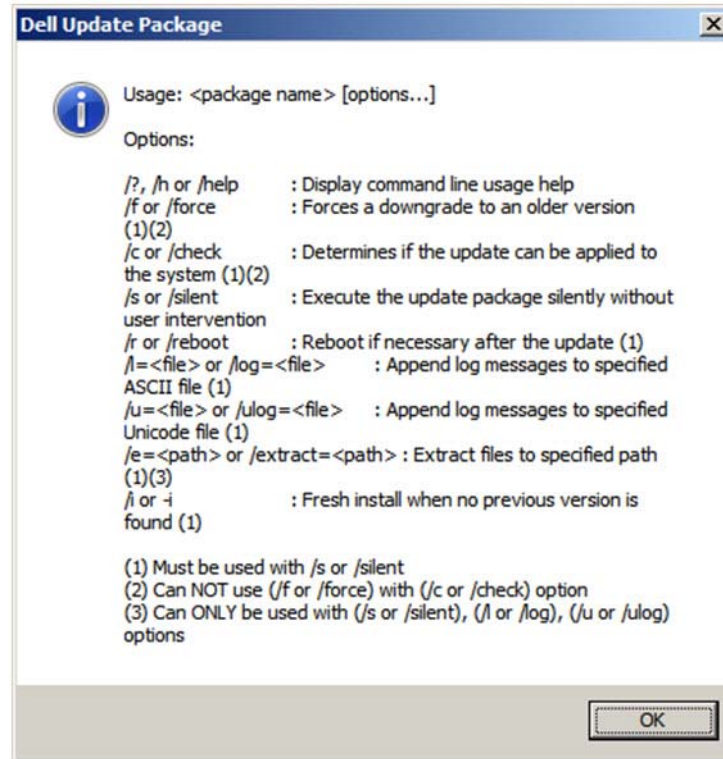 Dell Update Package
Usage: <package name> [options...]
Options:
/?, /h or /help : Display command line usage help
/f or /force : Forces a downgrade to an older version
(1)(2)
/c or /check : Determines if the update can be applied to
the system (1)(2)
/s or /silent : Execute the update package silently without
user intervention
/r or /reboot : Reboot if necessary after the update (1)
/l=<file> or /log=<file> : Append log messages to specified
ASCII file (1)
/u=<file> or /ulog=<file> : Append log messages to specified
Unicode file (1)
/e=<path> or /extract=<path> : Extract files to specified path
(1)(3)
/i or -i : Fresh install when no previous version is
found (1)
(1) Must be used with /s or /silent
(2) Can NOT use (/f or /force) with (/c or /check) option
(3) Can ONLY be used with (/s or /silent), (/l or /log), (/u or /ulog)
options
OK